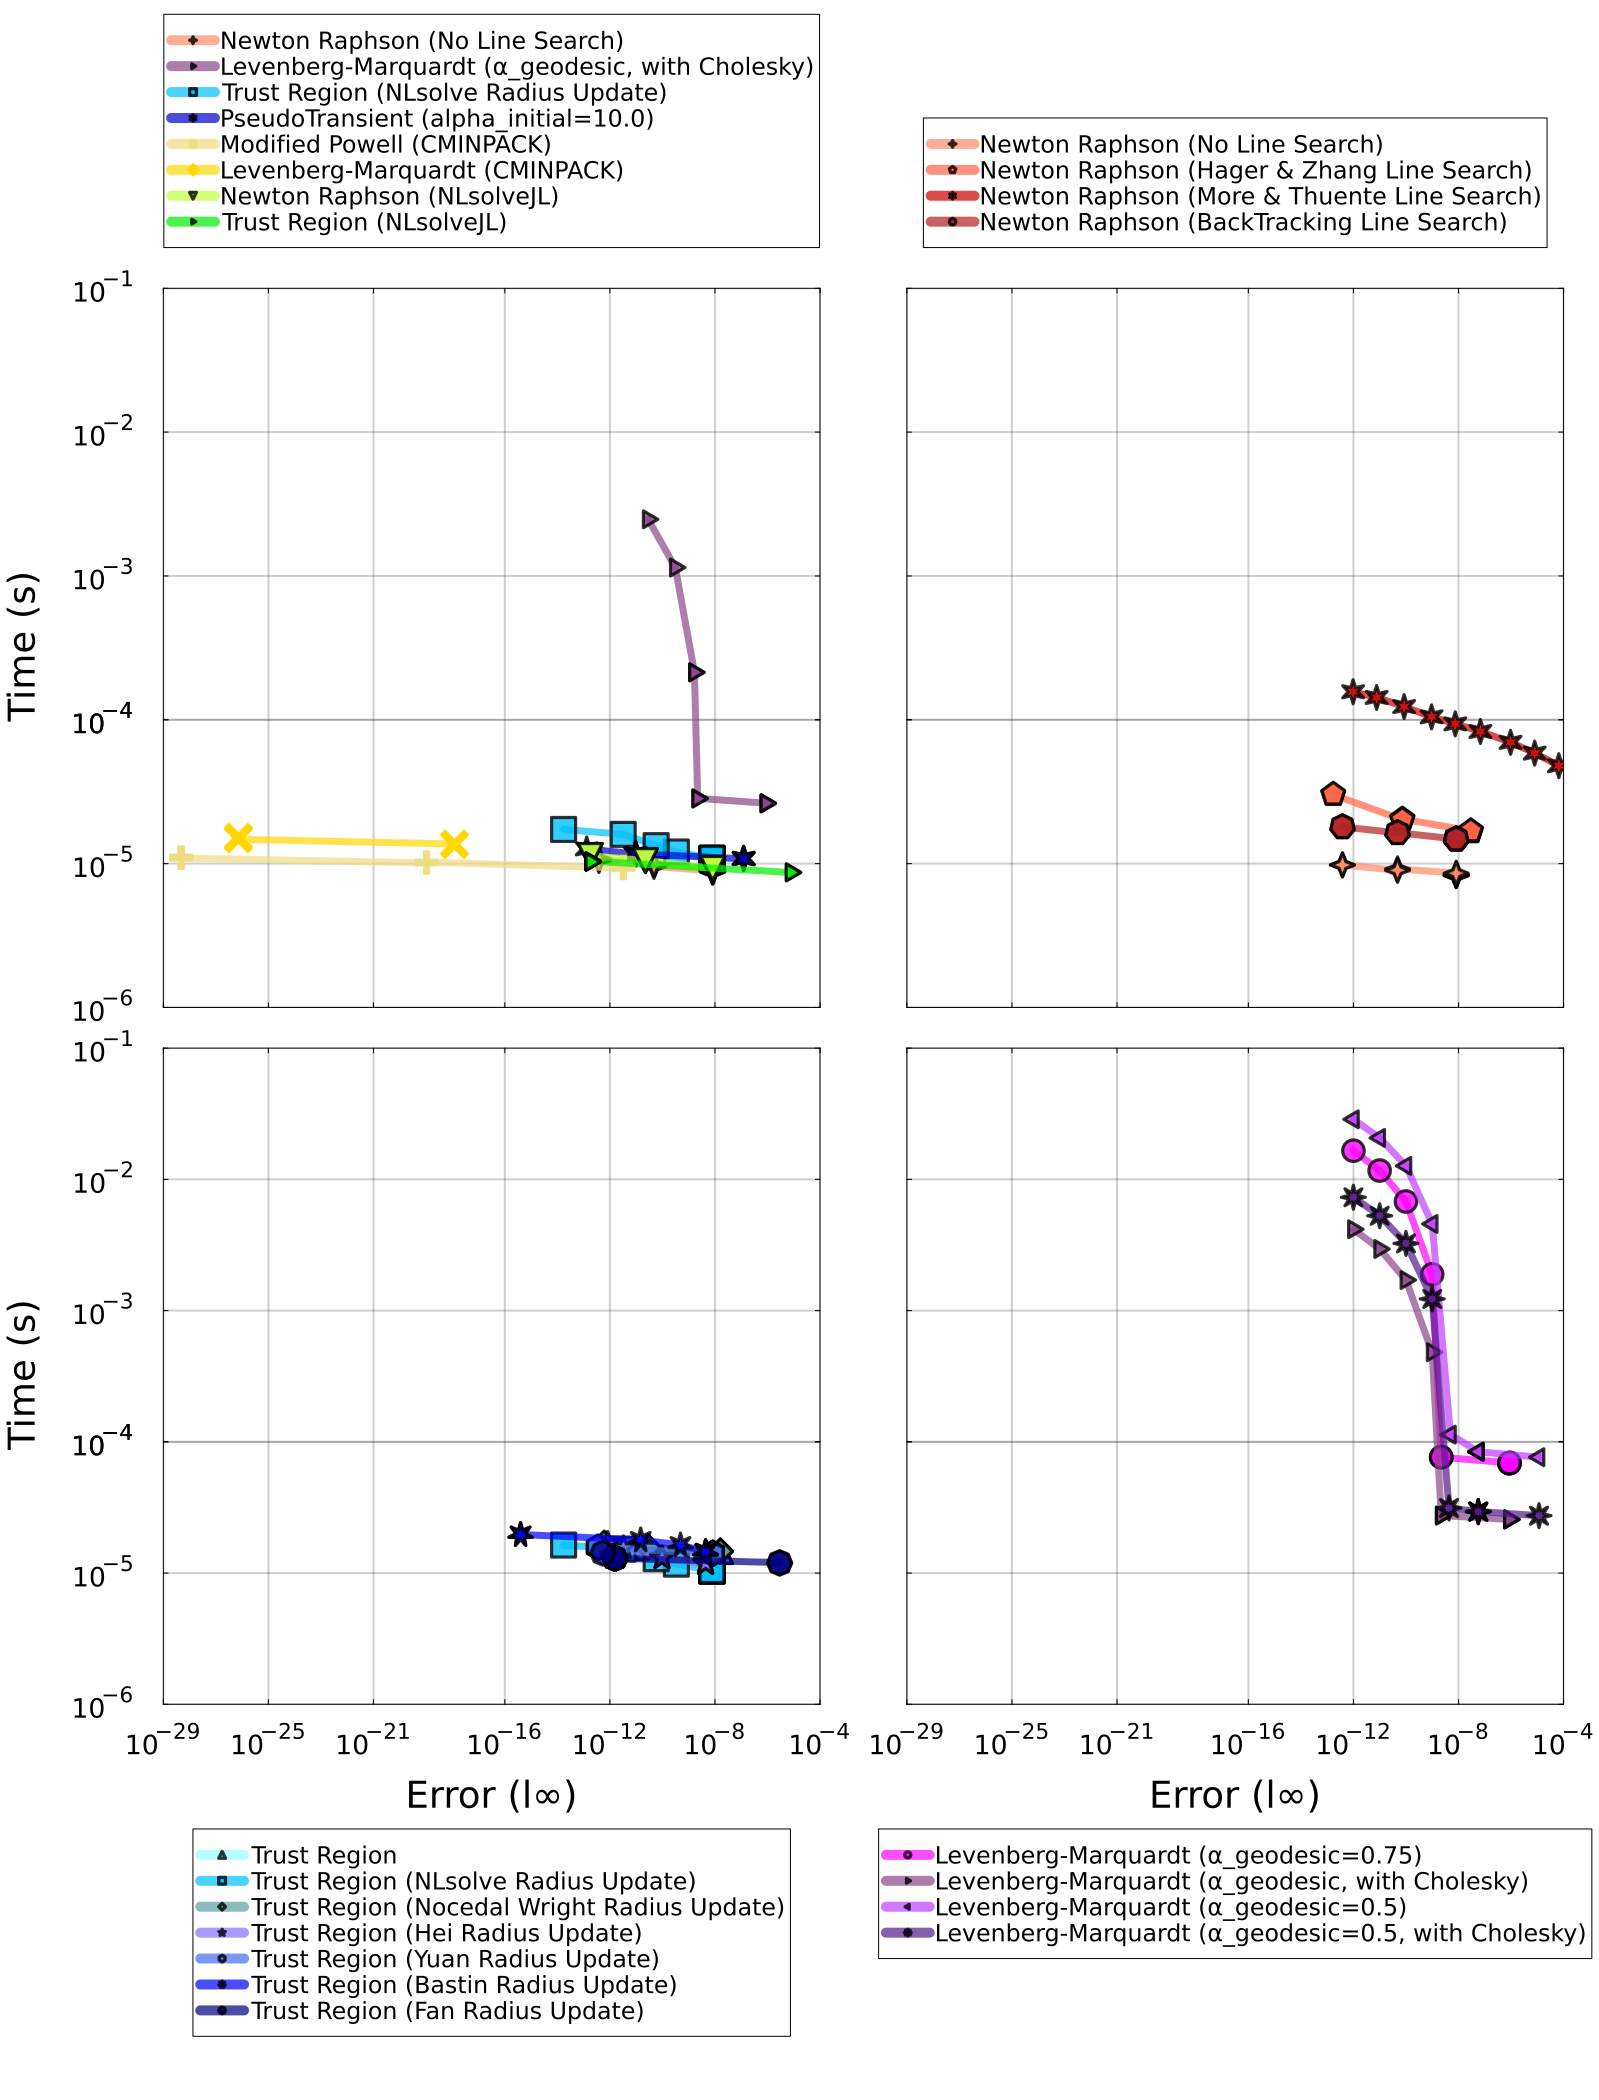 Newton Raphson (No Line Search)
Levenberg-Marquardt (α_geodesic, with Cholesky)
Trust Region (NLsolve Radius Update)
PseudoTransient (alpha_initial=10.0)
Modified Powell (CMINPACK)
Levenberg-Marquardt (CMINPACK)
Newton Raphson (NLsolveJL)
Trust Region (NLsolveJL)
Newton Raphson (No Line Search)
Newton Raphson (Hager & Zhang Line Search)
Newton Raphson (More & Thuente Line Search)
Newton Raphson (BackTracking Line Search)
10⁻¹
10⁻²
10⁻³
10⁻⁴
10⁻⁵
10⁻⁶
Time (s)
10⁻¹
10⁻²
10⁻³
10⁻⁴
10⁻⁵
10⁻⁶
Time (s)
10⁻²⁹ 10⁻²⁵ 10⁻²¹ 10⁻¹⁶ 10⁻¹² 10⁻⁸ 10⁻⁴
Error (l∞)
10⁻²⁹ 10⁻²⁵ 10⁻²¹ 10⁻¹⁶ 10⁻¹² 10⁻⁸ 10⁻⁴
Error (l∞)
Trust Region
Trust Region (NLsolve Radius Update)
Trust Region (Nocedal Wright Radius Update)
Trust Region (Hei Radius Update)
Trust Region (Yuan Radius Update)
Trust Region (Bastin Radius Update)
Trust Region (Fan Radius Update)
Levenberg-Marquardt (α_geodesic=0.75)
Levenberg-Marquardt (α_geodesic, with Cholesky)
Levenberg-Marquardt (α_geodesic=0.5)
Levenberg-Marquardt (α_geodesic=0.5, with Cholesky)